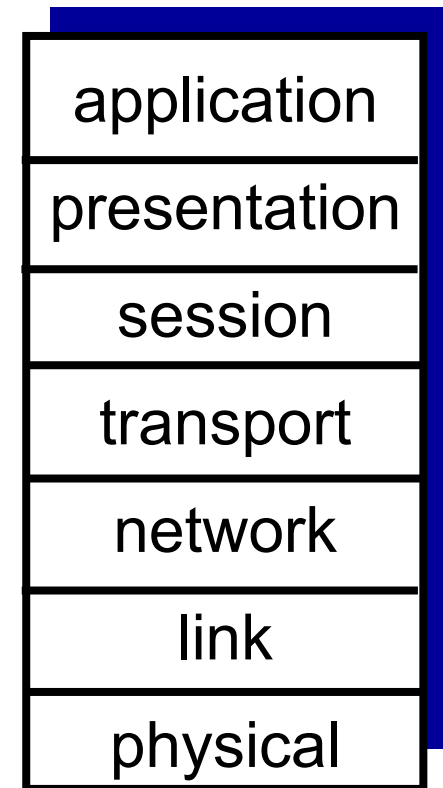 application
presentation
session
transport
network
link
physical